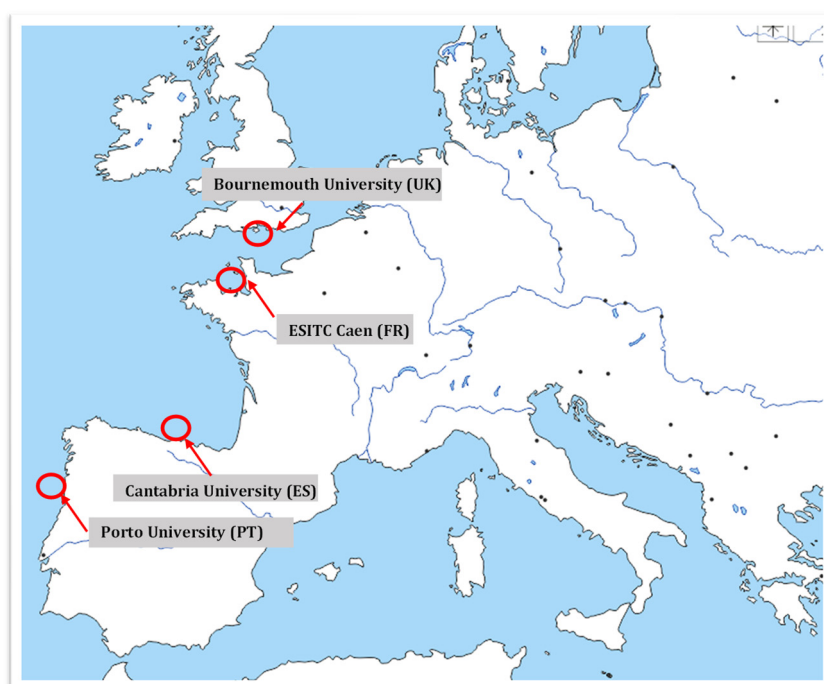 Bournemouth University (UK)
ESITC Caen (FR)
Cantabria University (ES)
Porto University (PT)